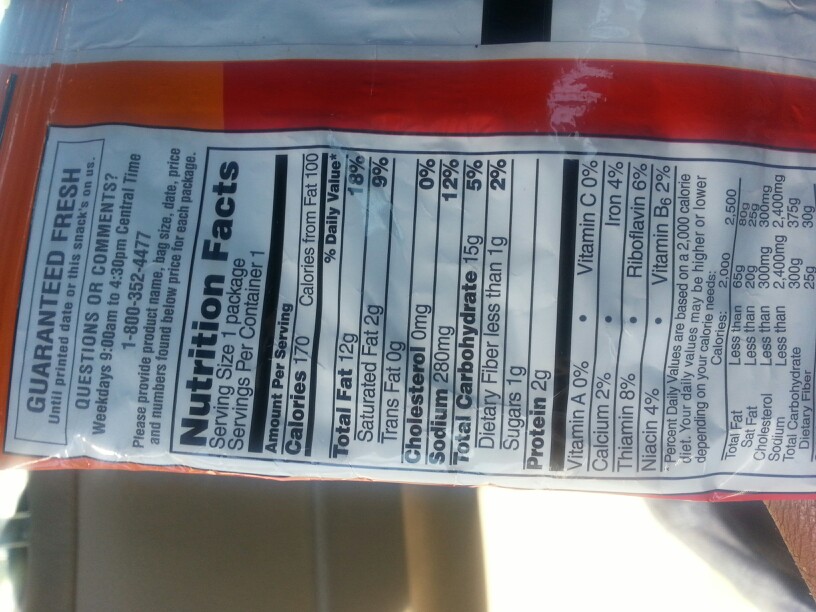 GUARANTEED FRESH
Until printed date or this snack's on us.
QUESTIONS OR COMMENTS?
Weekdays 9:00am to 4:30pm Central Time
1-800-352-4477
Please provide product name, bag size, date, price
and numbers found below price for each package.
Nutrition Facts
Serving Size 1 package
Servings Per Container 1
Amount Per Serving
Calories 170 Calories from Fat 100
% Daily Value*
Total Fat 12g 18%
Saturated Fat 2g 9%
Trans Fat 0g
Cholesterol 0mg 0%
Sodium 280mg 12%
Total Carbohydrate 15g 5%
Dietary Fiber less than 1g 2%
Sugars 1g
Protein 2g
Vitamin A 0% • Vitamin C 0%
Calcium 2% • Iron 4%
Thiamin 8% • Riboflavin 6%
Niacin 4% • Vitamin B6 2%
* Percent Daily Values are based on a 2,000 calorie
diet. Your daily values may be higher or lower
depending on your calorie needs:
Calories: 2,000 2,500
Total Fat Less than 65g 80g
Sat Fat Less than 20g 25g
Cholesterol Less than 300mg 300mg
Sodium Less than 2,400mg 2,400mg
Total Carbohydrate 300g 375g
Dietary Fiber 25g 30g